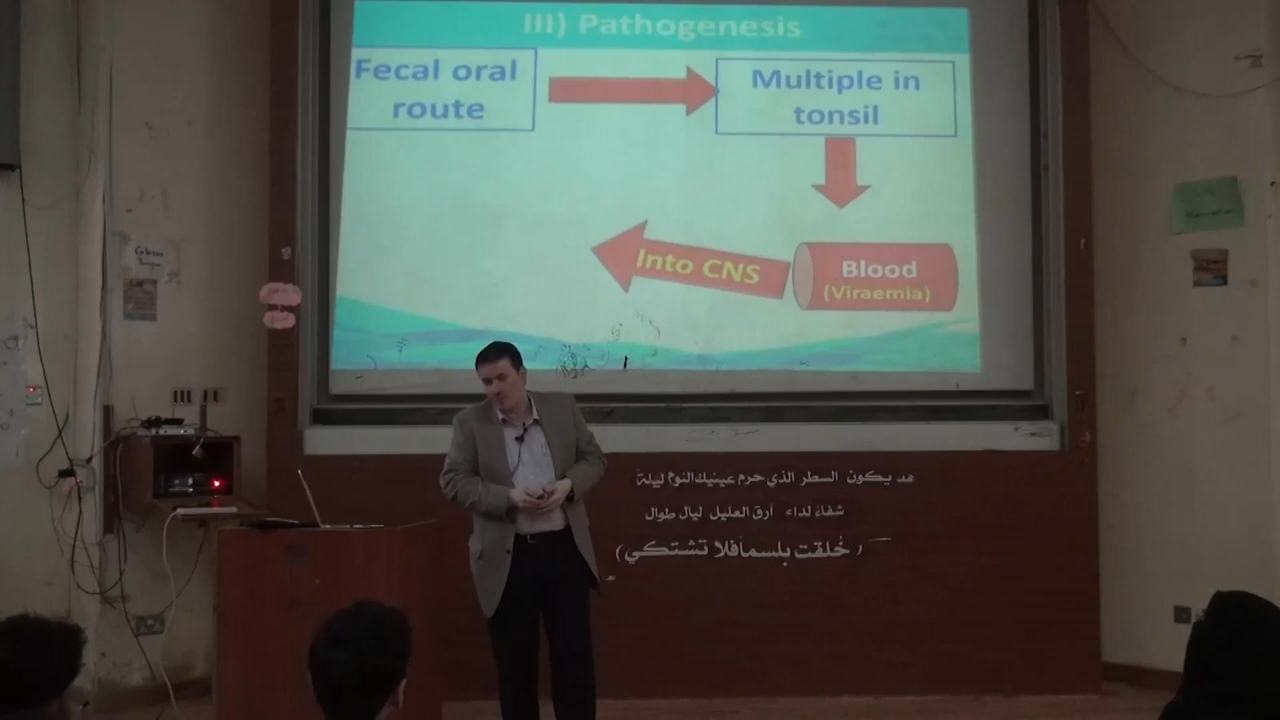 III) Pathogenesis
Fecal oral
route
Multiple in
tonsil
Blood
(Viraemia)
Into CNS
قد يكون السطر الذي حرم عينيك النوم ليلة
شفاءً لداء أرق العليل ليال طوال
(خُلقت بلسماً فلا تشتكي)